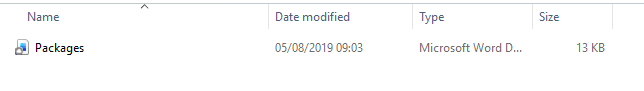 Name Date modified Type Size
Packages 05/08/2019 09:03 Microsoft Word D... 13 KB